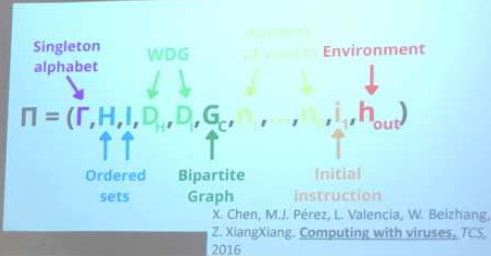 Singleton
alphabet
WDG
Environment
Π = (Γ,H,I,D_H,D_I,G_C,n_1,...,n_p,i_1,h_out)
Ordered
sets
Bipartite
Graph
Initial
instruction
X. Chen, M.J. Pérez, L. Valencia, W. Beizhang,
Z. XiangXiang. Computing with viruses, TCS,
2016